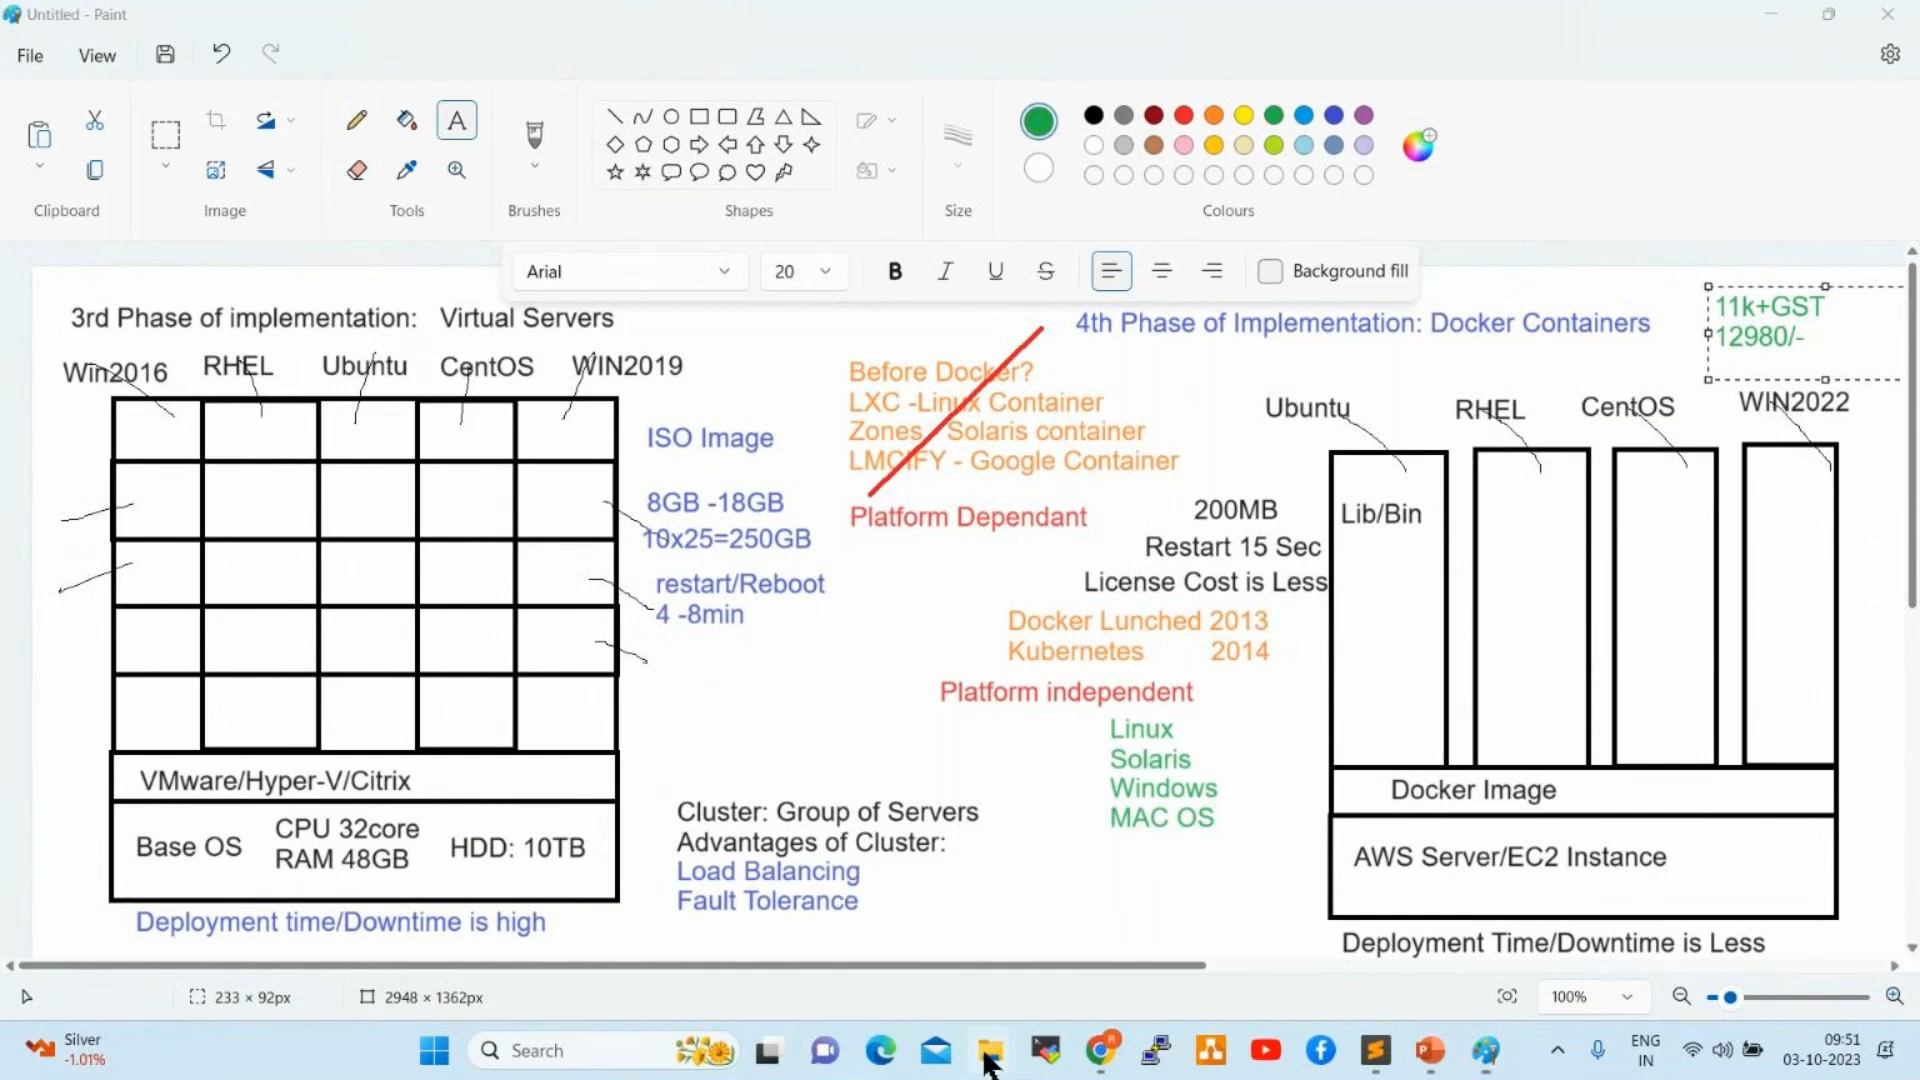 Untitled - Paint
File
View
Clipboard
Image
Tools
Brushes
Shapes
Size
Colours
Arial
20
B
I
U
S
Background fill
3rd Phase of implementation: Virtual Servers
Win2016
RHEL
Ubuntu
CentOS
WIN2019
ISO Image
8GB -18GB
10x25=250GB
restart/Reboot
4 -8min
VMware/Hyper-V/Citrix
Base OS
CPU 32core
RAM 48GB
HDD: 10TB
Deployment time/Downtime is high
Before Docker?
LXC -Linux Container
Zones - Solaris container
LMCIFY - Google Container
Platform Dependant
4th Phase of Implementation: Docker Containers
11k+GST
12980/-
Ubuntu
RHEL
CentOS
WIN2022
200MB
Restart 15 Sec
License Cost is Less
Lib/Bin
Docker Lunched 2013
Kubernetes 2014
Platform independent
Linux
Solaris
Windows
MAC OS
Cluster: Group of Servers
Advantages of Cluster:
Load Balancing
Fault Tolerance
Docker Image
AWS Server/EC2 Instance
Deployment Time/Downtime is Less
233 × 92px
2948 × 1362px
100%
Silver
-1.01%
Search
ENG
IN
09:51
03-10-2023